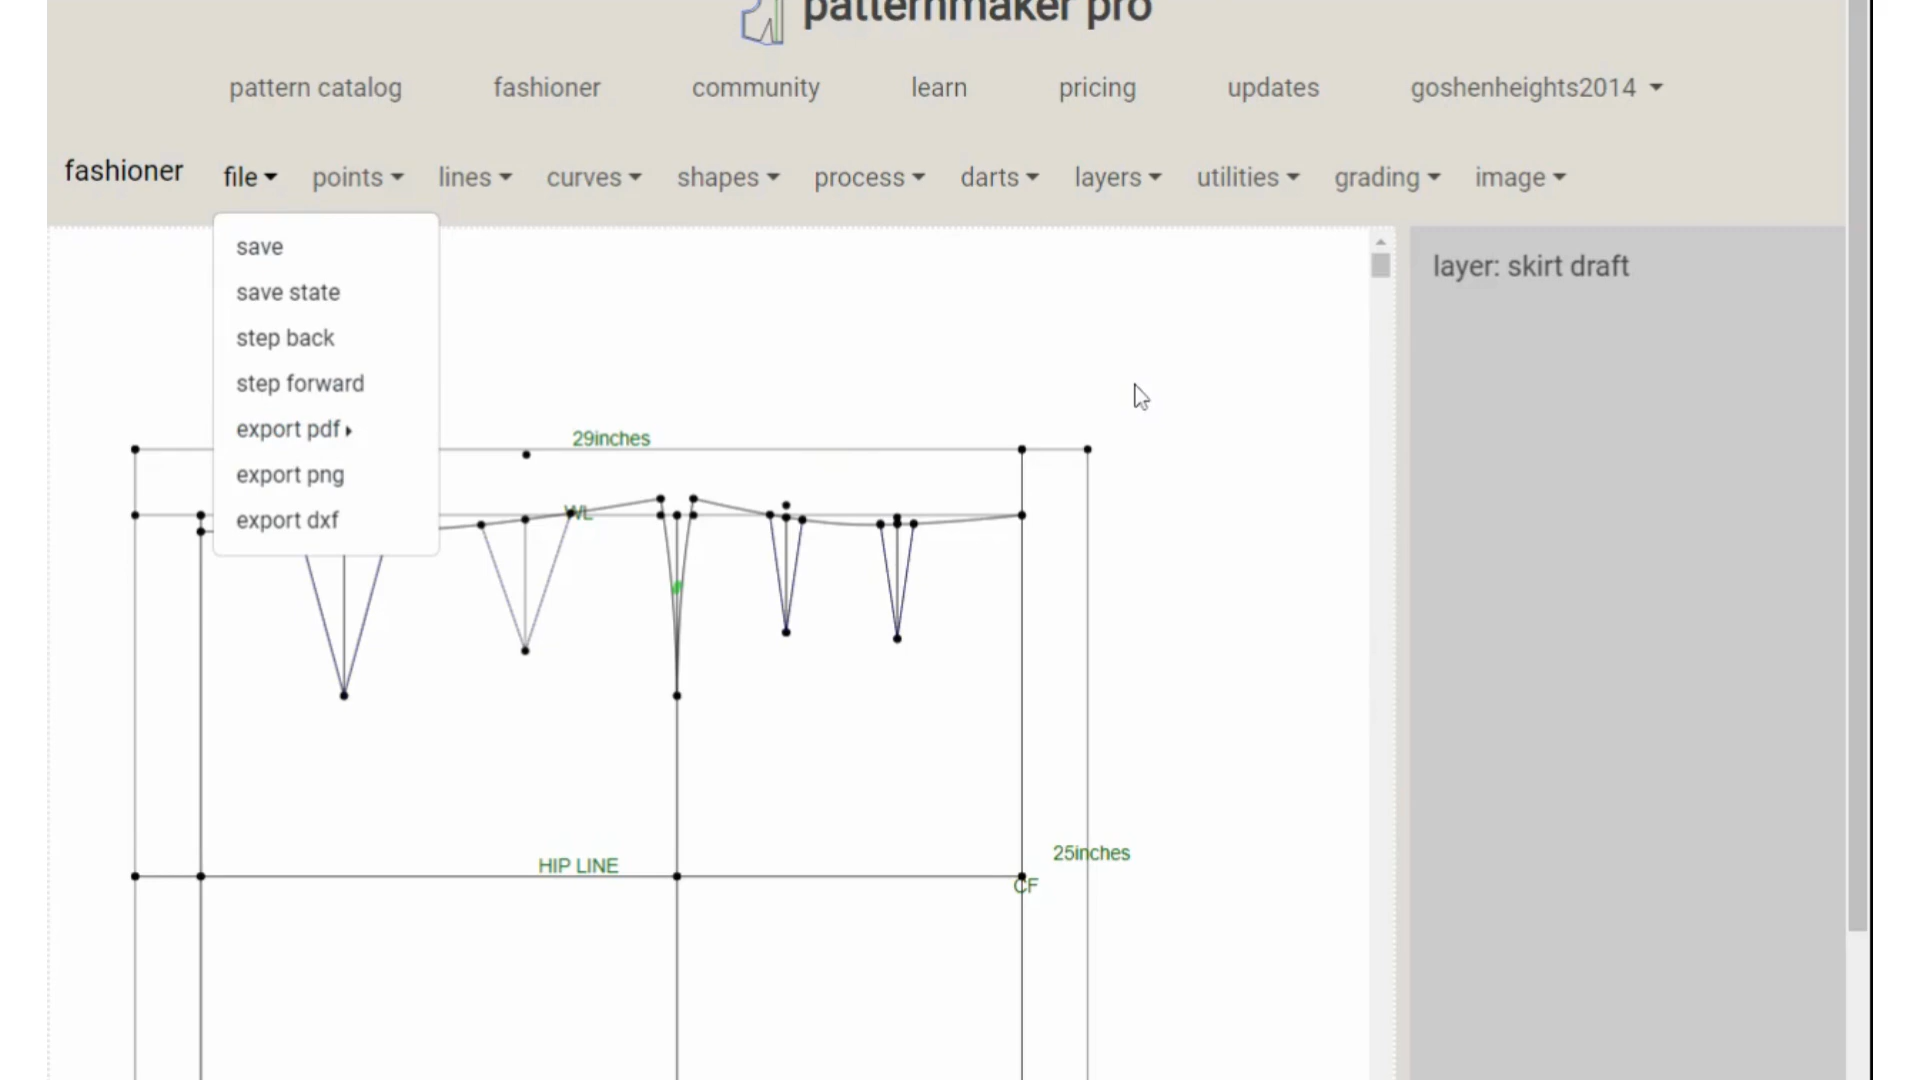 patternmaker pro
pattern catalog fashioner community learn pricing updates goshenheights2014
fashioner file points lines curves shapes process darts layers utilities grading image
save
save state
step back
step forward
export pdf
export png
export dxf
layer: skirt draft
29inches
WL
HIP LINE
25inches
CF